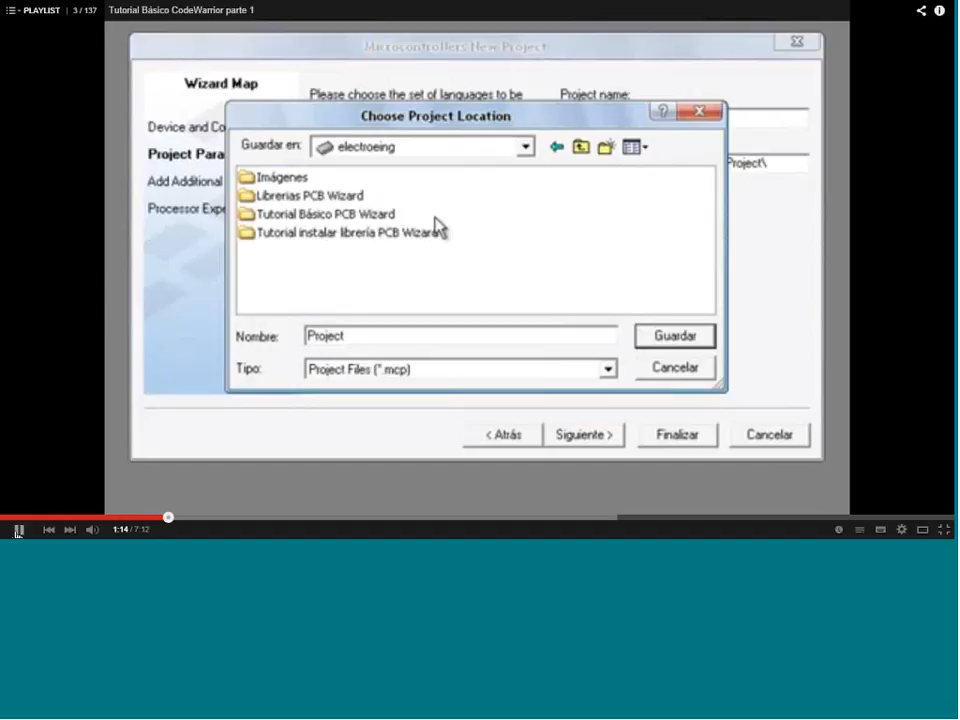 PLAYLIST | 3 / 137 Tutorial Básico CodeWarrior parte 1
Microcontrollers New Project
Wizard Map
Please choose the set of languages to be
Project name:
Choose Project Location
Device and Co
Guardar en: electroeing
Project Para
Project\
Add Additional
Processor Expe
Imágenes
Librerias PCB Wizard
Tutorial Básico PCB Wizard
Tutorial instalar librería PCB Wizard
Nombre: Project Guardar
Tipo: Project Files (*.mcp) Cancelar
< Atrás Siguiente > Finalizar Cancelar
1:14 / 7:12